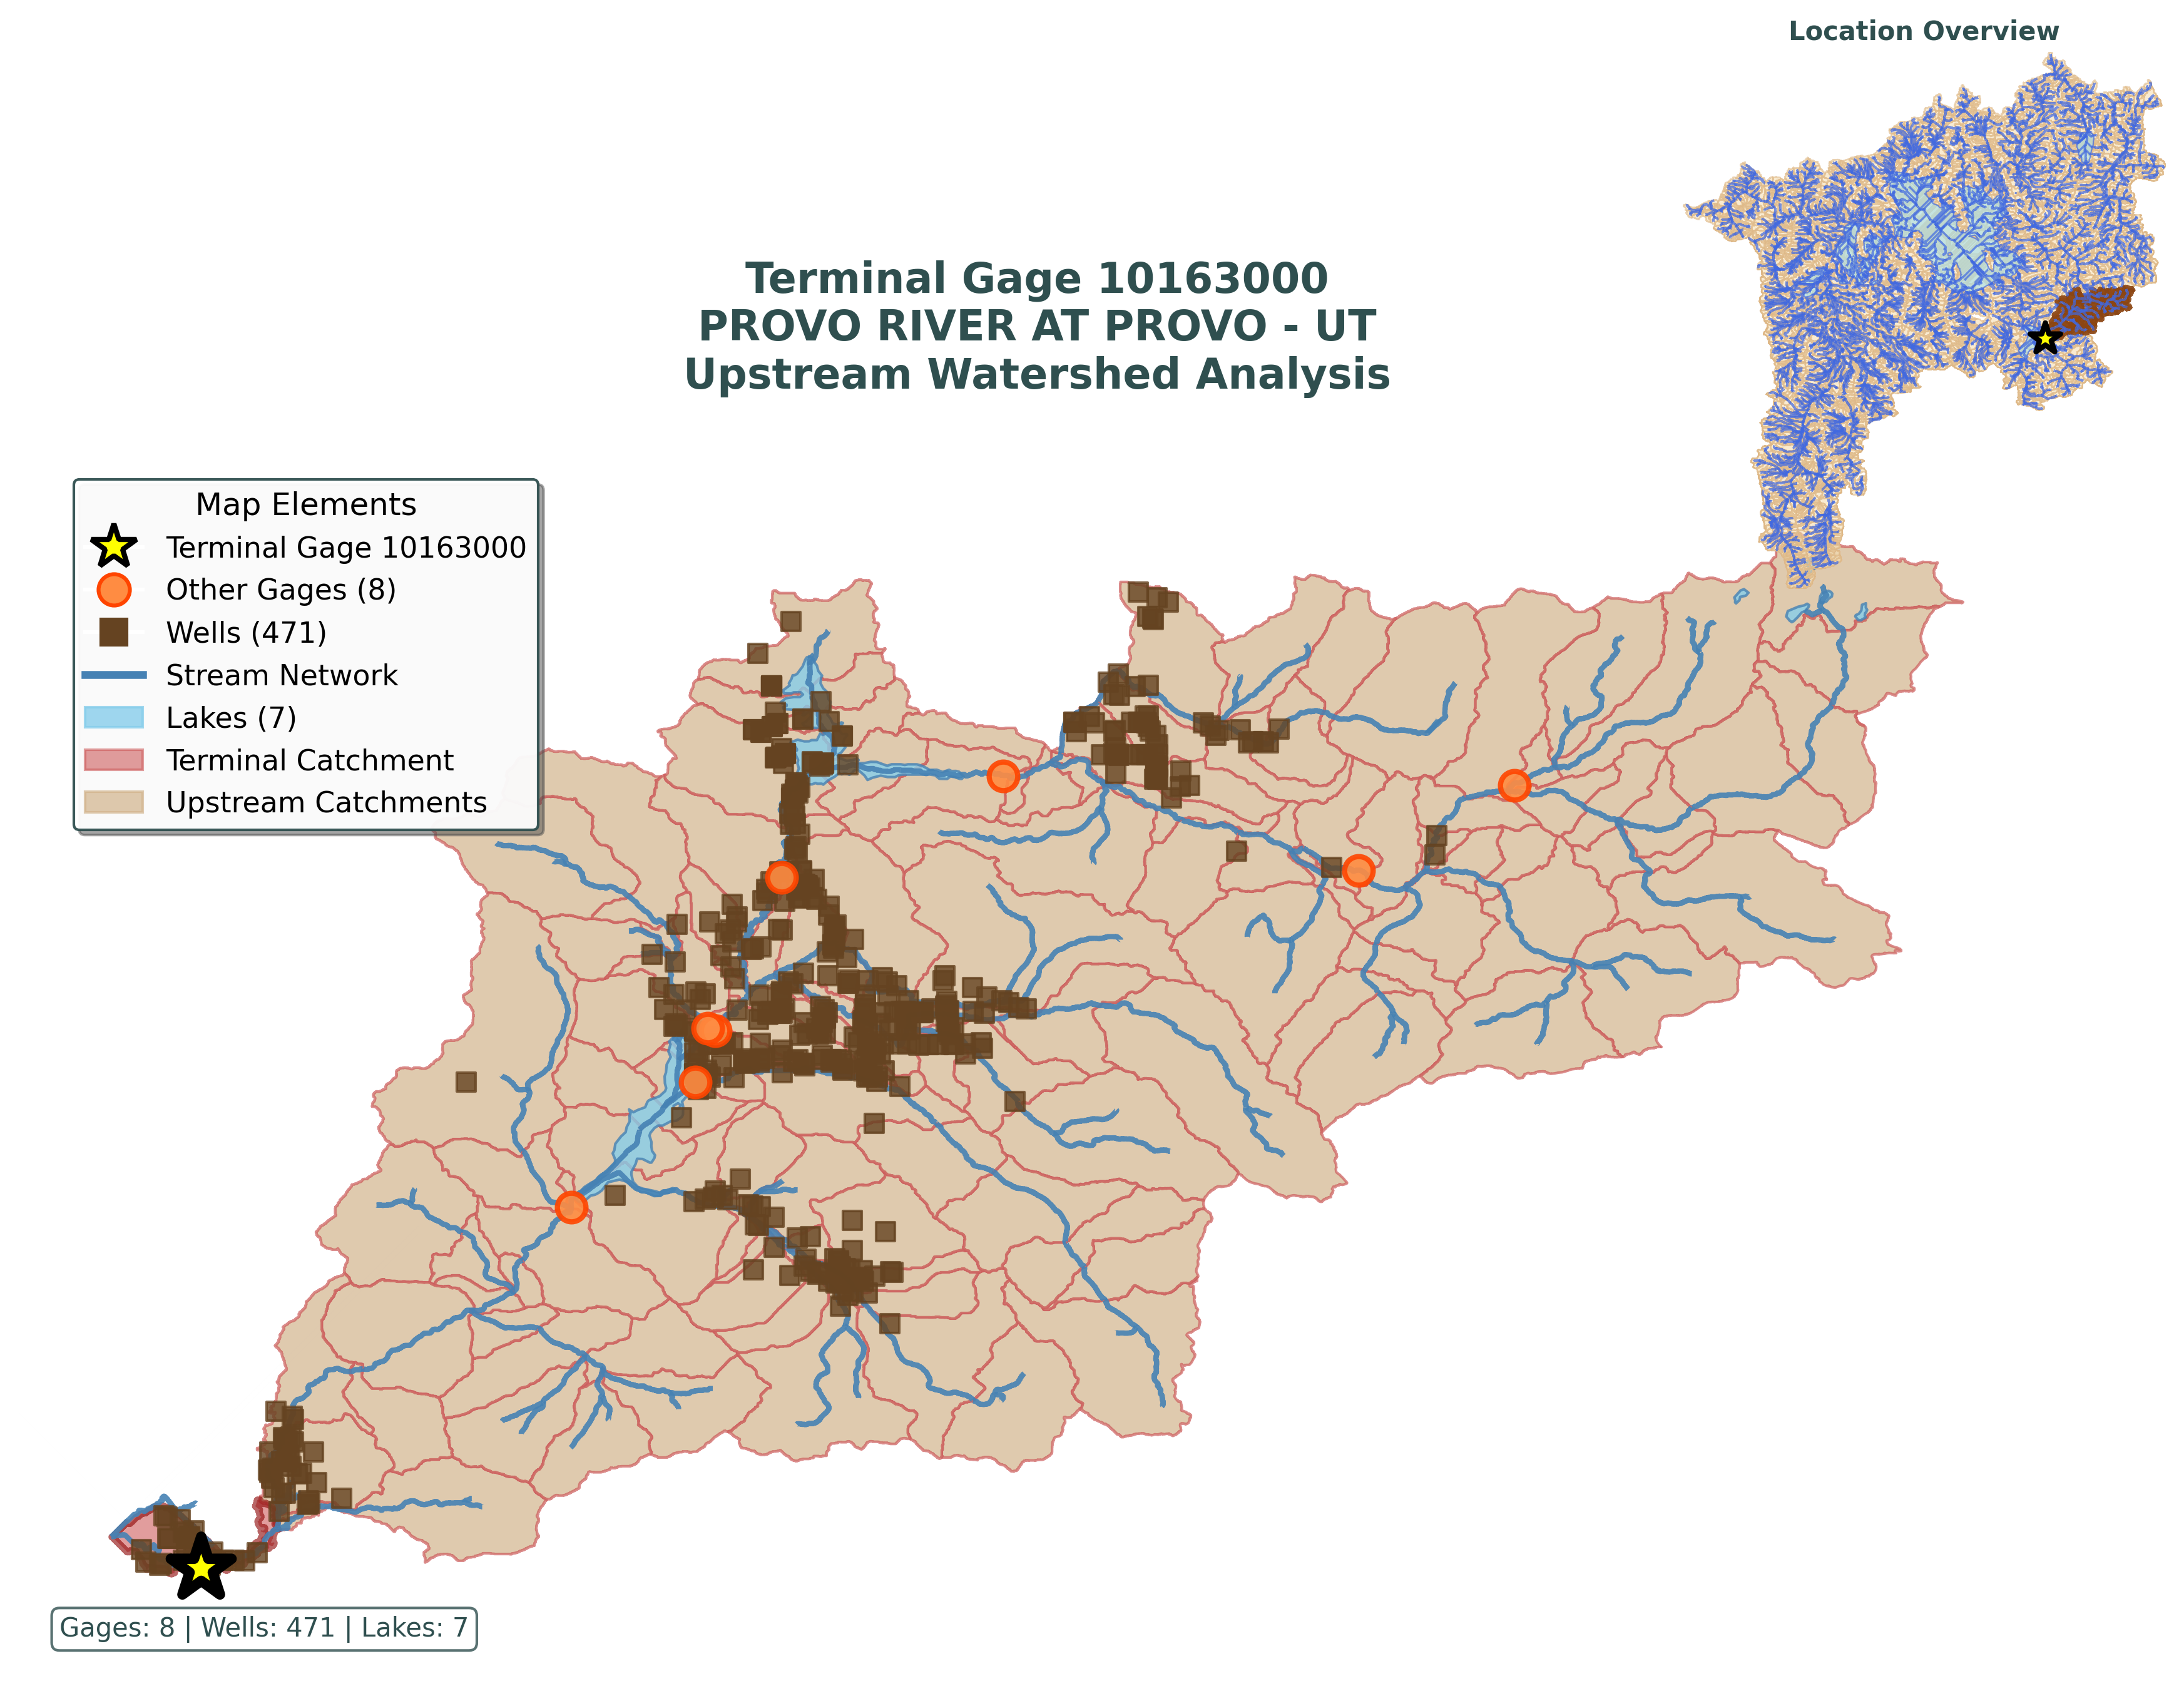 Location Overview
Terminal Gage 10163000
PROVO RIVER AT PROVO - UT
Upstream Watershed Analysis
Map Elements
Terminal Gage 10163000
Other Gages (8)
Wells (471)
Stream Network
Lakes (7)
Terminal Catchment
Upstream Catchments
Gages: 8 | Wells: 471 | Lakes: 7